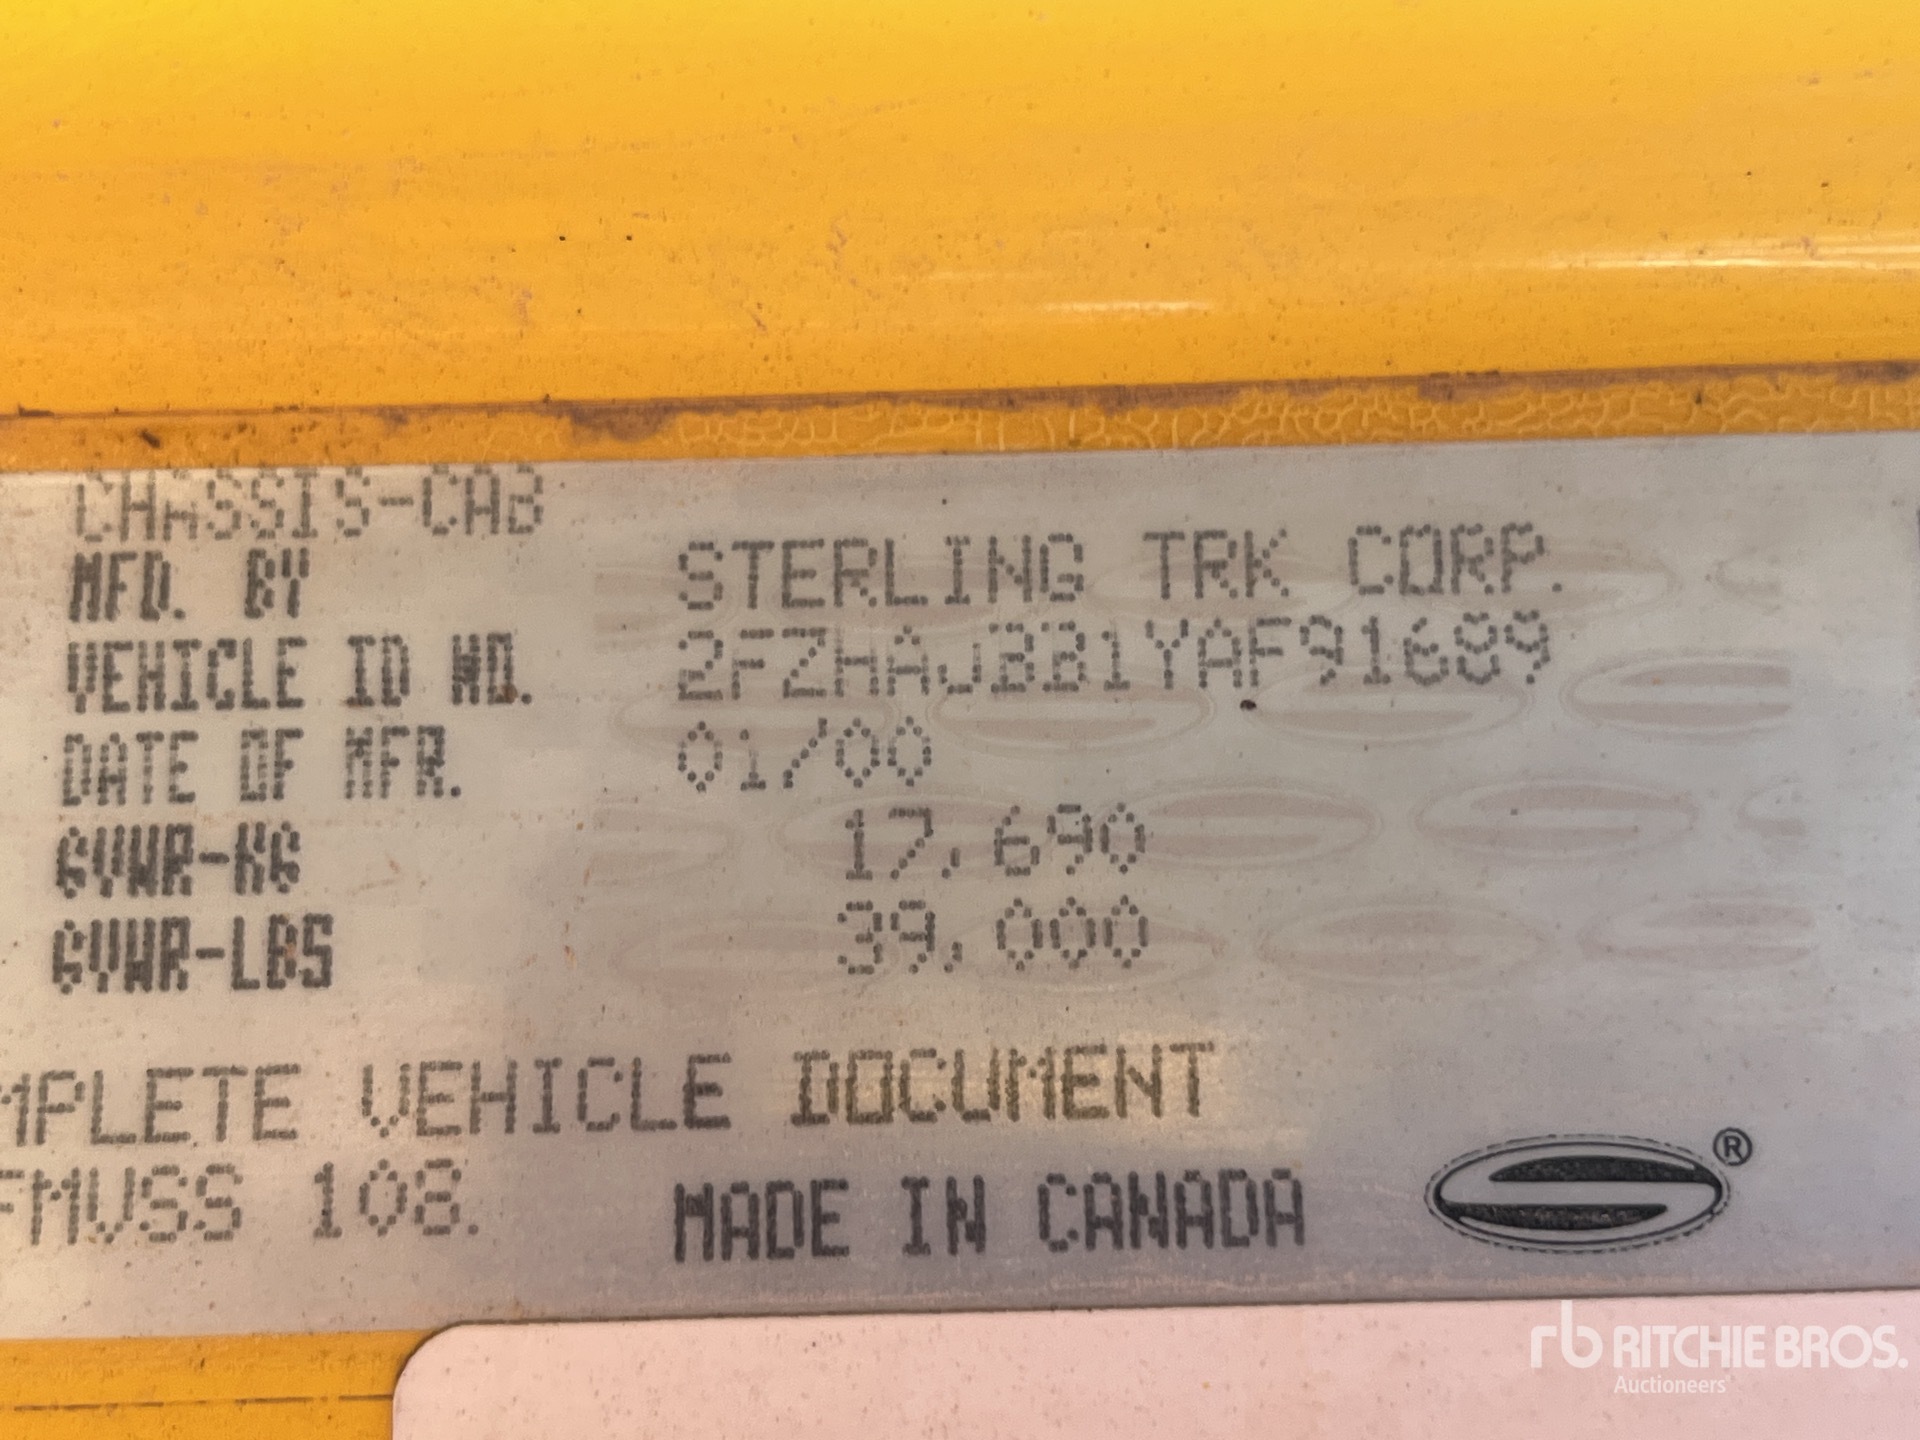 CHASSIS-CAB
MFD. BY STERLING TRK CORP.
VEHICLE ID NO. 2FZHAJBB1YAF91689
DATE OF MFR. 01/00
GVWR-KG 17,690
GVWR-LBS 39,000
MPLETE VEHICLE DOCUMENT
FMVSS 108.
MADE IN CANADA
®
rb RITCHIE BROS.
Auctioneers